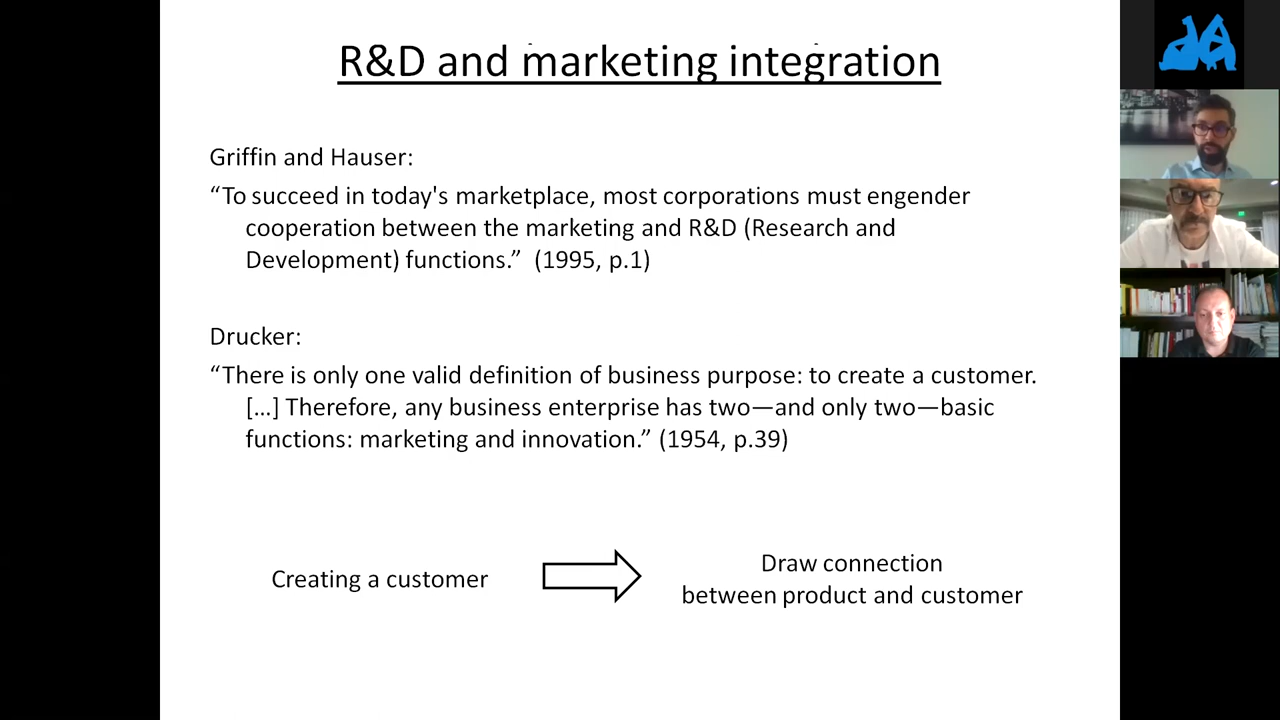 R&D and marketing integration
Griffin and Hauser:
“To succeed in today's marketplace, most corporations must engender
cooperation between the marketing and R&D (Research and
Development) functions.” (1995, p.1)
Drucker:
“There is only one valid definition of business purpose: to create a customer.
[…] Therefore, any business enterprise has two—and only two—basic
functions: marketing and innovation.” (1954, p.39)
Creating a customer
Draw connection
between product and customer